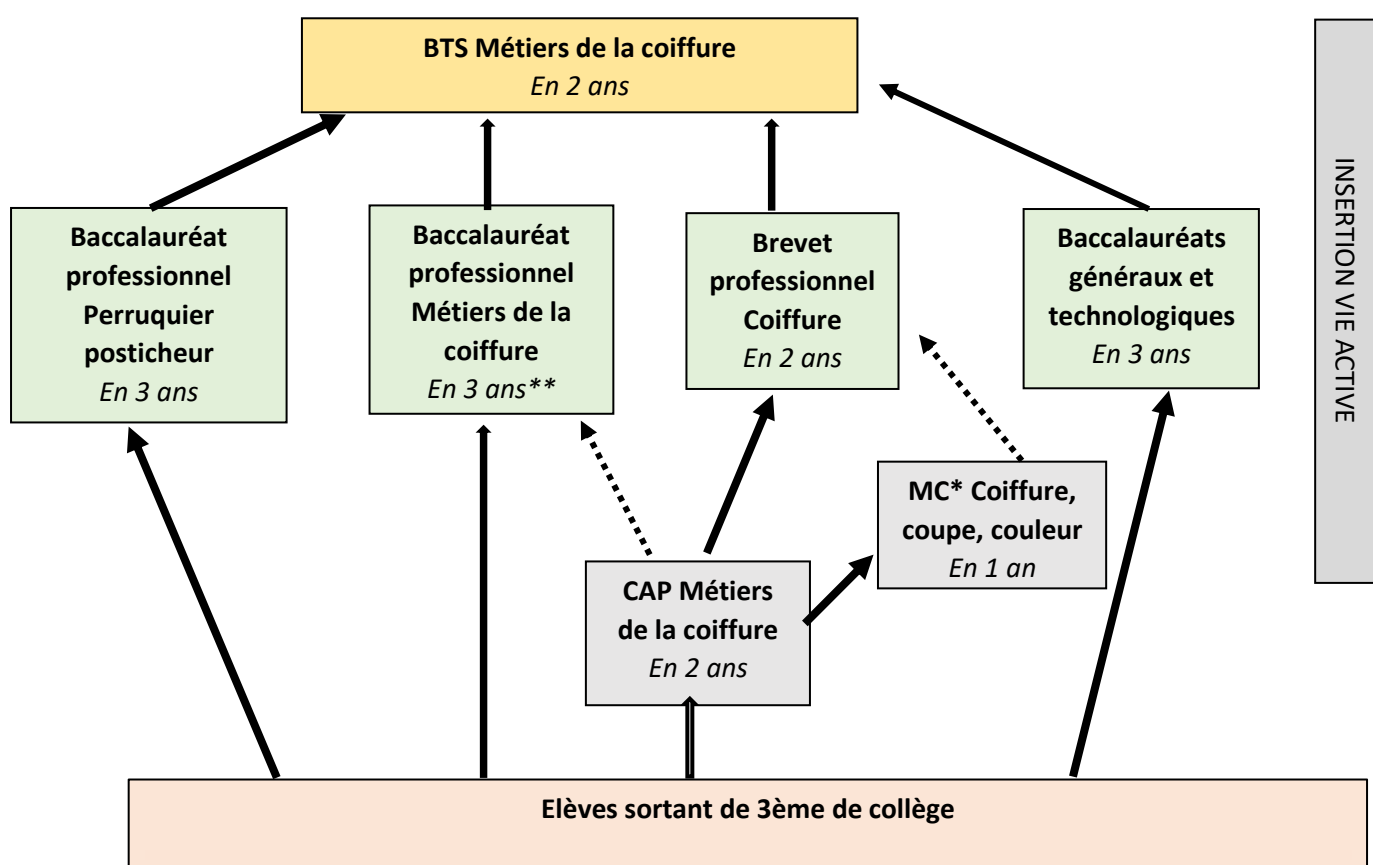 BTS Métiers de la coiffure
En 2 ans
INSERTION VIE ACTIVE
Baccalauréat
professionnel
Perruquier
posticheur
En 3 ans
Baccalauréat
professionnel
Métiers de la
coiffure
En 3 ans**
Brevet
professionnel
Coiffure
En 2 ans
Baccalauréats
généraux et
technologiques
En 3 ans
MC* Coiffure,
coupe, couleur
En 1 an
CAP Métiers
de la coiffure
En 2 ans
Elèves sortant de 3ème de collège